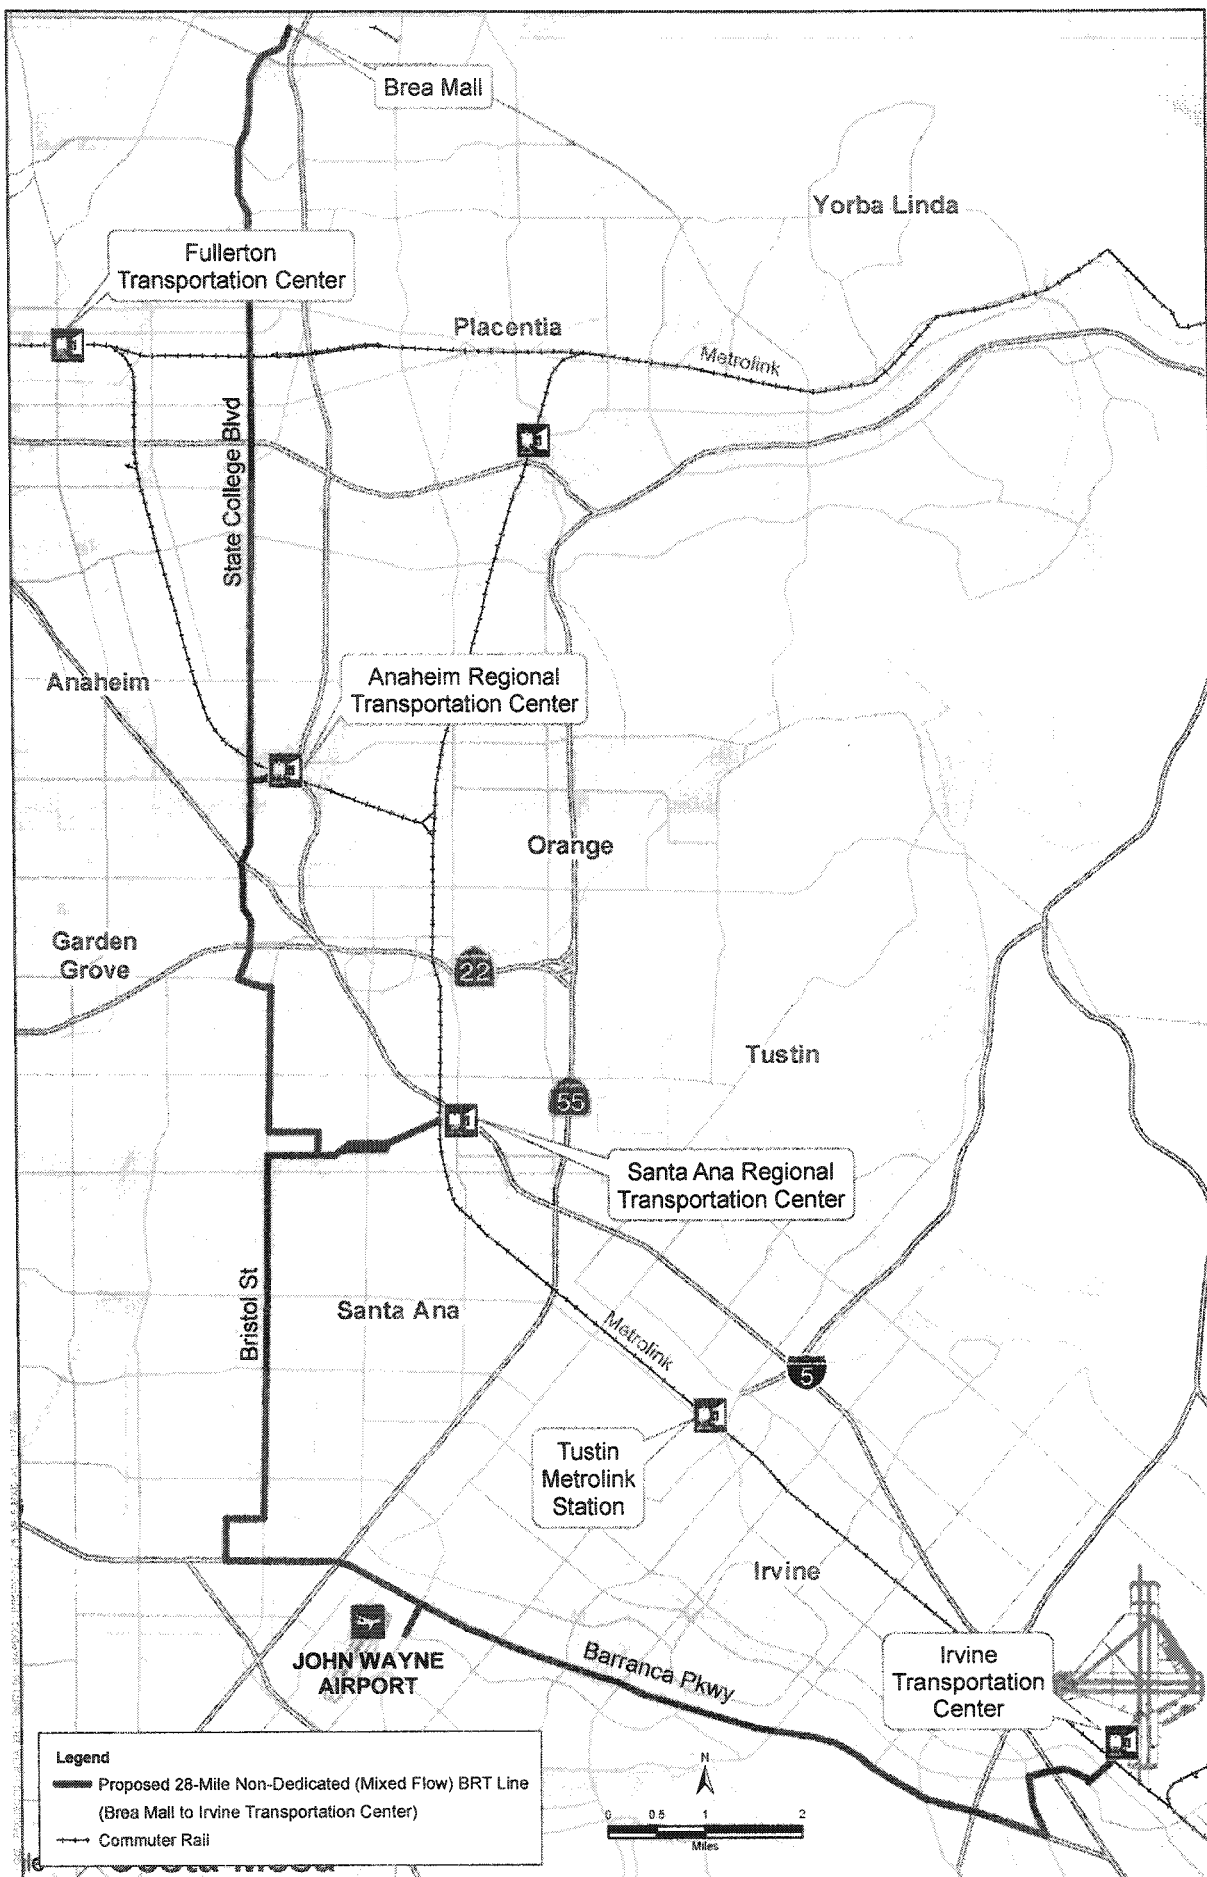 Brea Mall
Yorba Linda
Fullerton
Transportation Center
Placentia
Metrolink
State College Blvd
Anaheim
Anaheim Regional
Transportation Center
Orange
Garden
Grove
22
Tustin
55
Santa Ana Regional
Transportation Center
Bristol St
Santa Ana
Metrolink
5
Tustin
Metrolink
Station
Irvine
JOHN WAYNE
AIRPORT
Barranca Pkwy
Irvine
Transportation
Center
Legend
Proposed 28-Mile Non-Dedicated (Mixed Flow) BRT Line
(Brea Mall to Irvine Transportation Center)
Commuter Rail
N
0 0.5 1 2
Miles